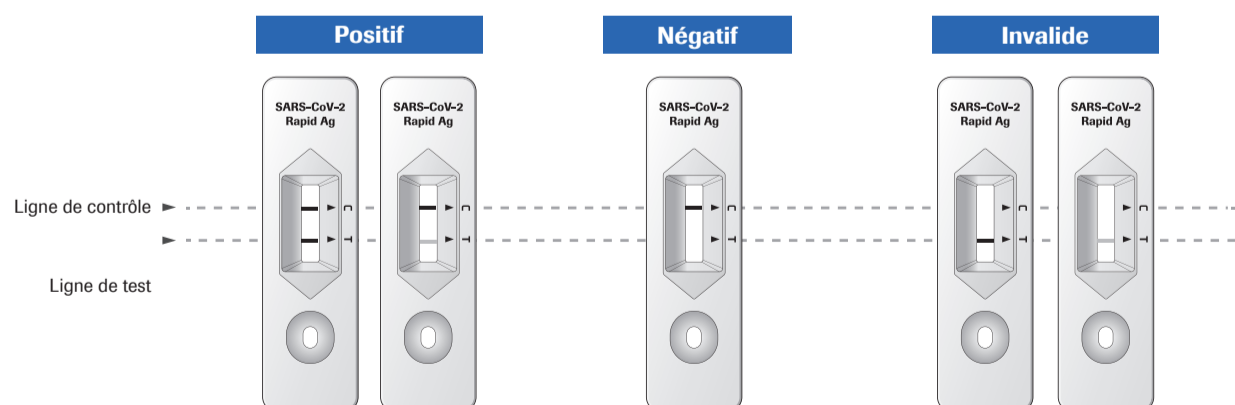 Positif
Négatif
Invalide
SARS-CoV-2
Rapid Ag
SARS-CoV-2
Rapid Ag
SARS-CoV-2
Rapid Ag
SARS-CoV-2
Rapid Ag
SARS-CoV-2
Rapid Ag
Ligne de contrôle
C
C
C
C
C
T
T
T
T
T
Ligne de test